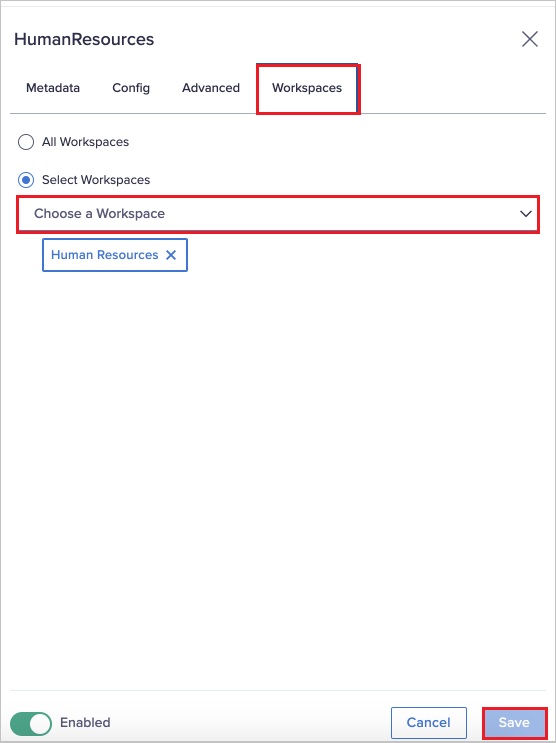 HumanResources
Metadata Config Advanced Workspaces
All Workspaces
Select Workspaces
Choose a Workspace
Human Resources
Enabled Cancel Save